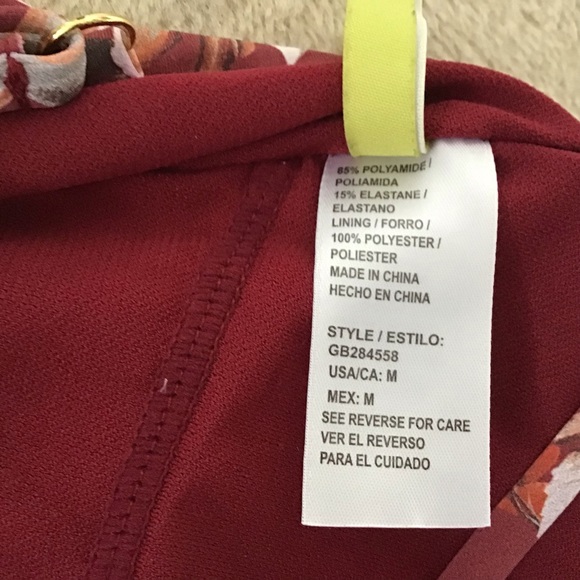 85% POLYAMIDE /
POLIAMIDA
15% ELASTANE /
ELASTANO
LINING / FORRO /
100% POLYESTER /
POLIESTER
MADE IN CHINA
HECHO EN CHINA
STYLE / ESTILO:
GB284558
USA/CA: M
MEX: M
SEE REVERSE FOR CARE
VER EL REVERSO
PARA EL CUIDADO